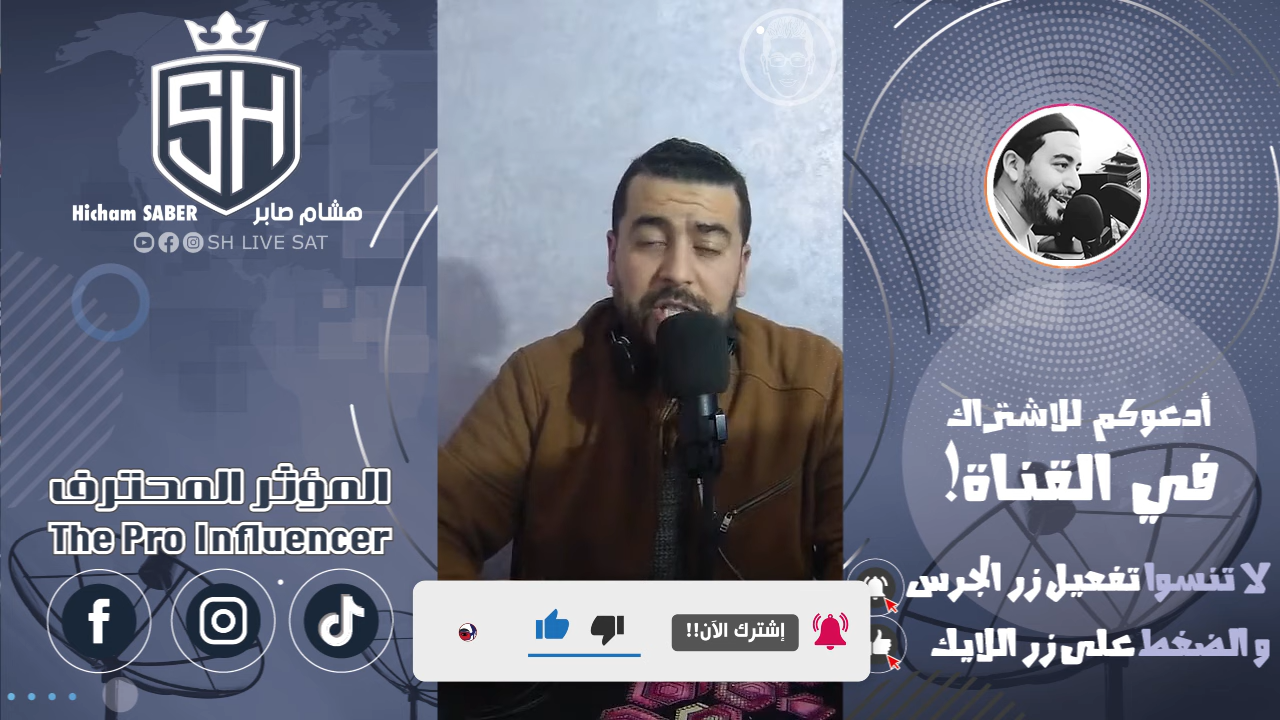 SH
Hicham SABER هشام صابر
SH LIVE SAT
المؤثر المحترف
The Pro Influencer
أدعوكم للاشتراك
في القناة!
لا تنسوا تفعيل زر الجرس
و الضغط على زر اللايك
إشترك الآن!!